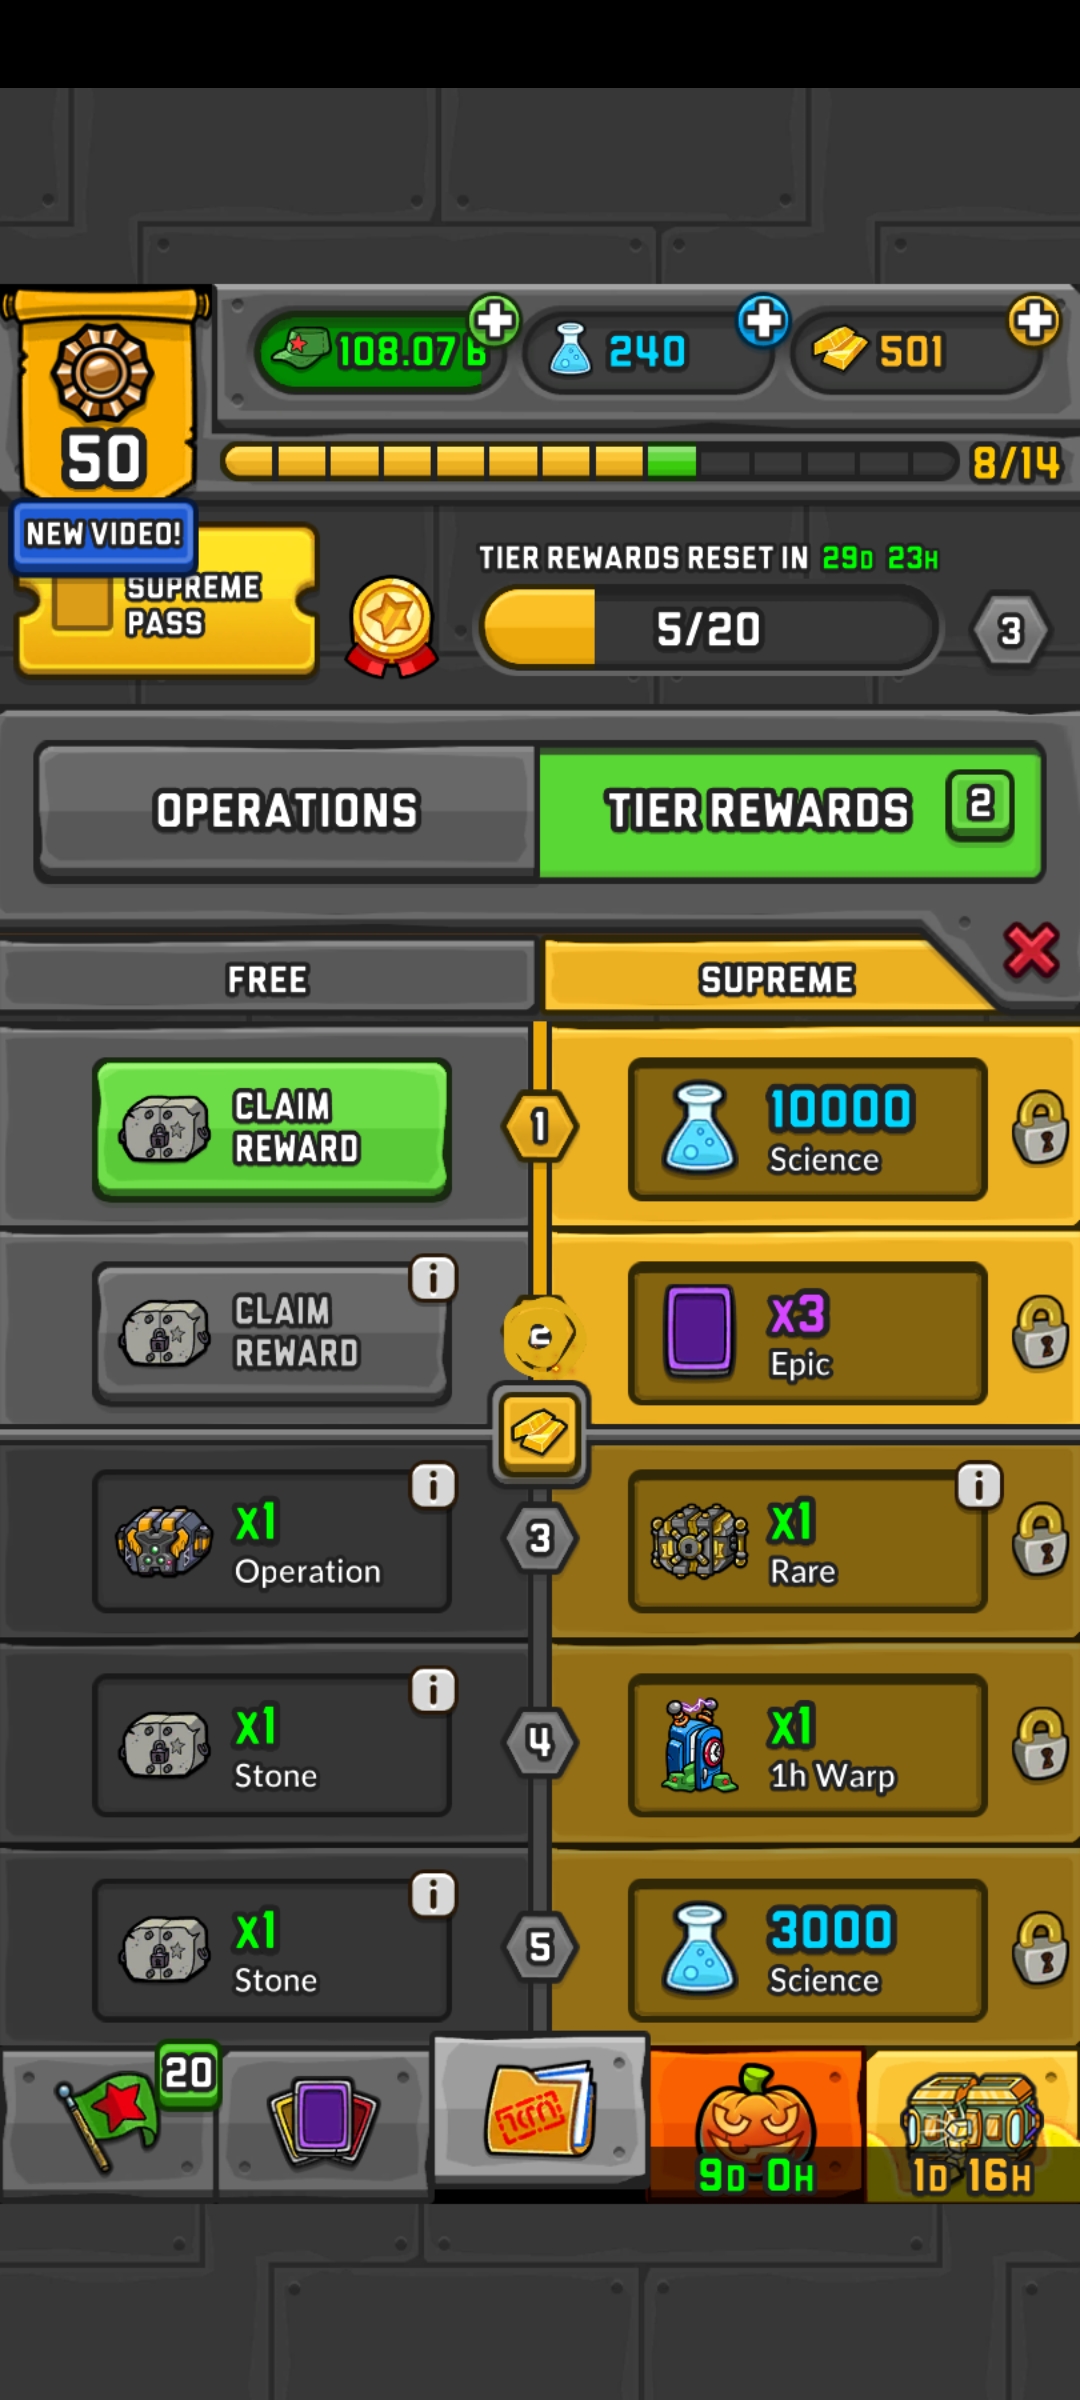 108.07 B
240
501
50
8/14
NEW VIDEO!
SUPREME
PASS
TIER REWARDS RESET IN 29D 23H
5/20
3
OPERATIONS
TIER REWARDS
2
FREE
SUPREME
CLAIM
REWARD
1
10000
Science
CLAIM
REWARD
i
2
x3
Epic
x1
Operation
i
3
x1
Rare
i
x1
Stone
i
4
x1
1h Warp
x1
Stone
i
5
3000
Science
20
9D 0H
1D 16H